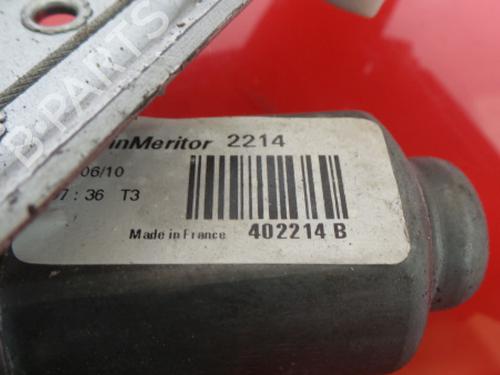 B-PARTS
inMeritor 2214
06/10
7:36 T3
Made in France 402214 B